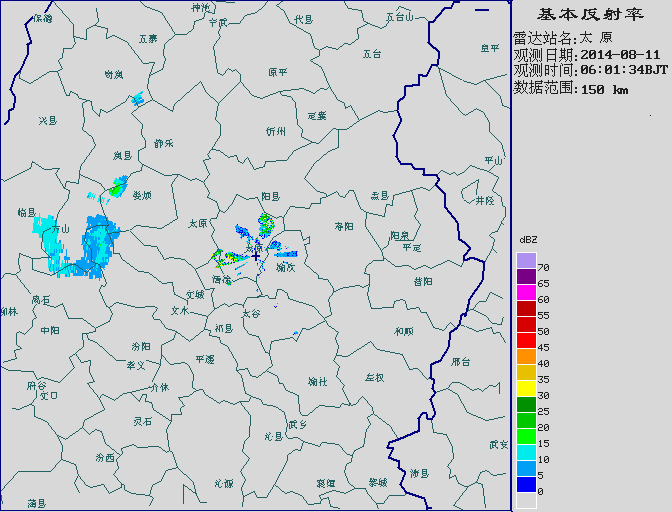 基本反射率
雷达站名:太 原
观测日期:2014-08-11
观测时间:06:01:34BJT
数据范围:150 km
dBZ
70
65
60
55
50
45
40
35
30
25
20
15
10
5
0
神池
代县
五台山
保德
宁武
五寨
阜平
五台
岢岚
原平
兴县
定襄
忻州
静乐
岚县
平山
娄烦
阳县
盂县
井陉
临县
方山
太原
寿阳
阳泉
平定
榆次
清徐
昔阳
文城
离石
柳林
文水
太谷
祁县
中阳
和顺
汾阳
平遥
孝义
邢台
介休
榆社
左权
隰谷
交口
灵石
武乡
沁县
武安
汾西
沁源
襄垣
黎城
涉县
蒲县